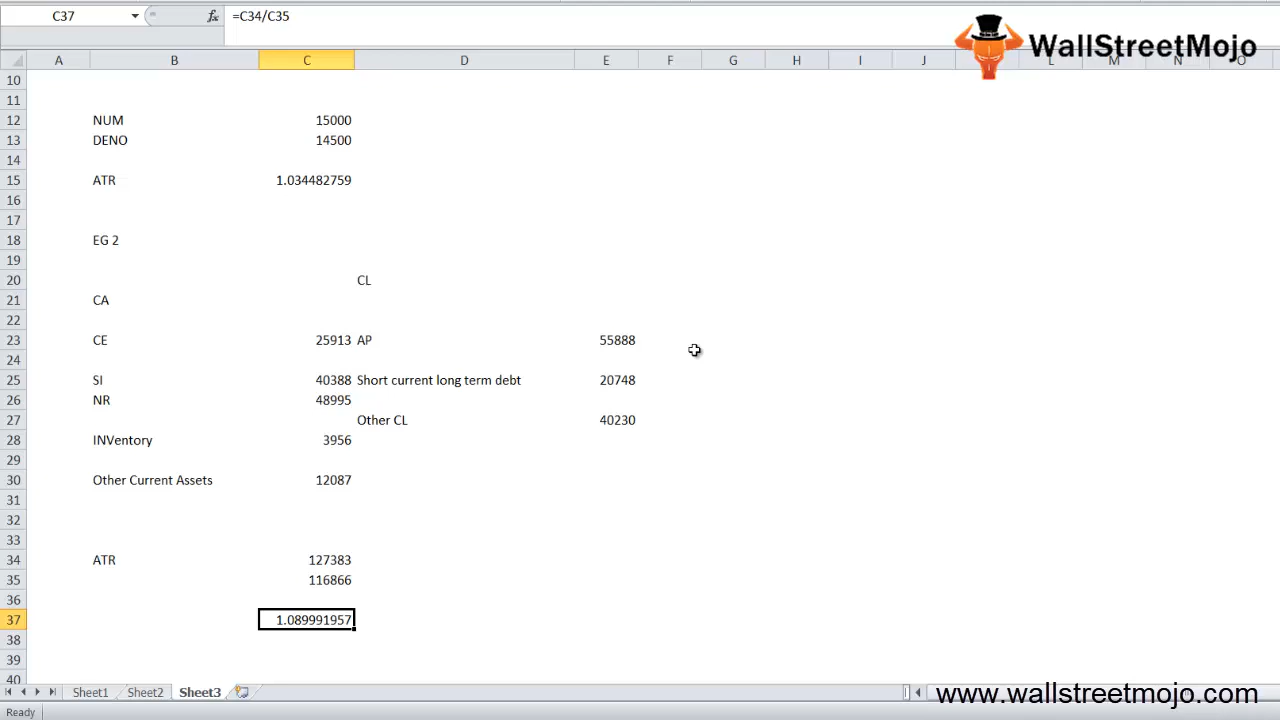 C37 fx =C34/C35
WallStreetMojo
A B C D E F G H I J L M N O
10
11
12 NUM 15000
13 DENO 14500
14
15 ATR 1.034482759
16
17
18 EG 2
19
20 CL
21 CA
22
23 CE 25913 AP 55888
24
25 SI 40388 Short current long term debt 20748
26 NR 48995
27 Other CL 40230
28 INVentory 3956
29
30 Other Current Assets 12087
31
32
33
34 ATR 127383
35 116866
36
37 1.089991957
38
39
40
Sheet1 Sheet2 Sheet3
www.wallstreetmojo.com
Ready